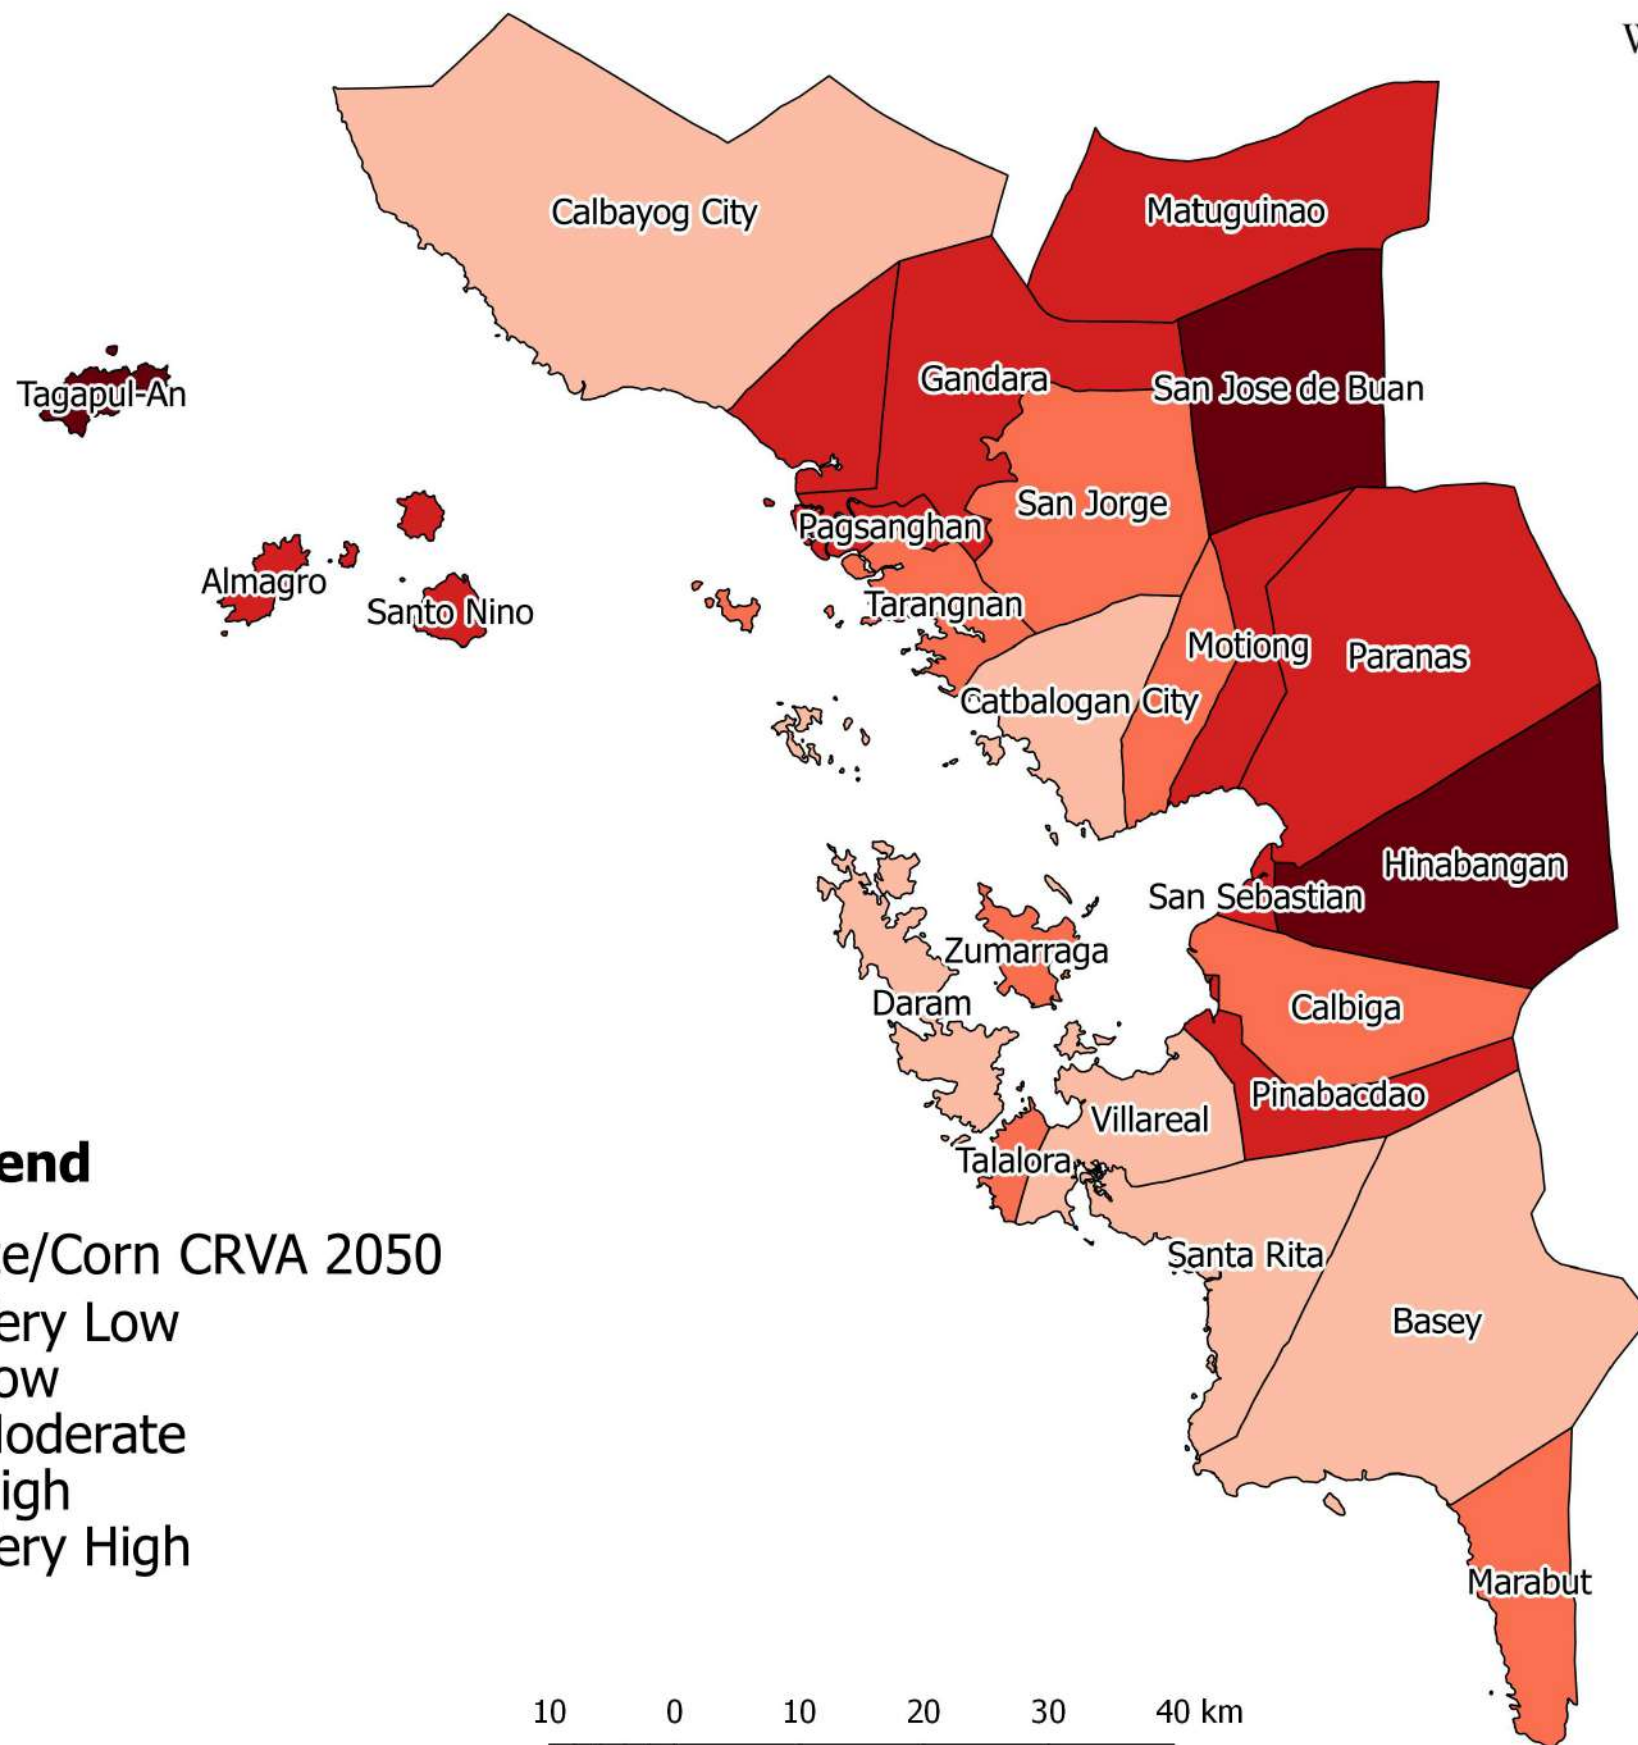 W
Calbayog City
Matuguinao
Gandara
San Jose de Buan
Tagapul-An
San Jorge
Pagsanghan
Almagro
Santo Nino
Tarangnan
Motiong
Paranas
Catbalogan City
Hinabangan
San Sebastian
Zumarraga
Daram
Calbiga
Pinabacdao
Villareal
Talalora
end
e/Corn CRVA 2050
ery Low
ow
oderate
igh
ery High
Santa Rita
Basey
Marabut
10 0 10 20 30 40 km